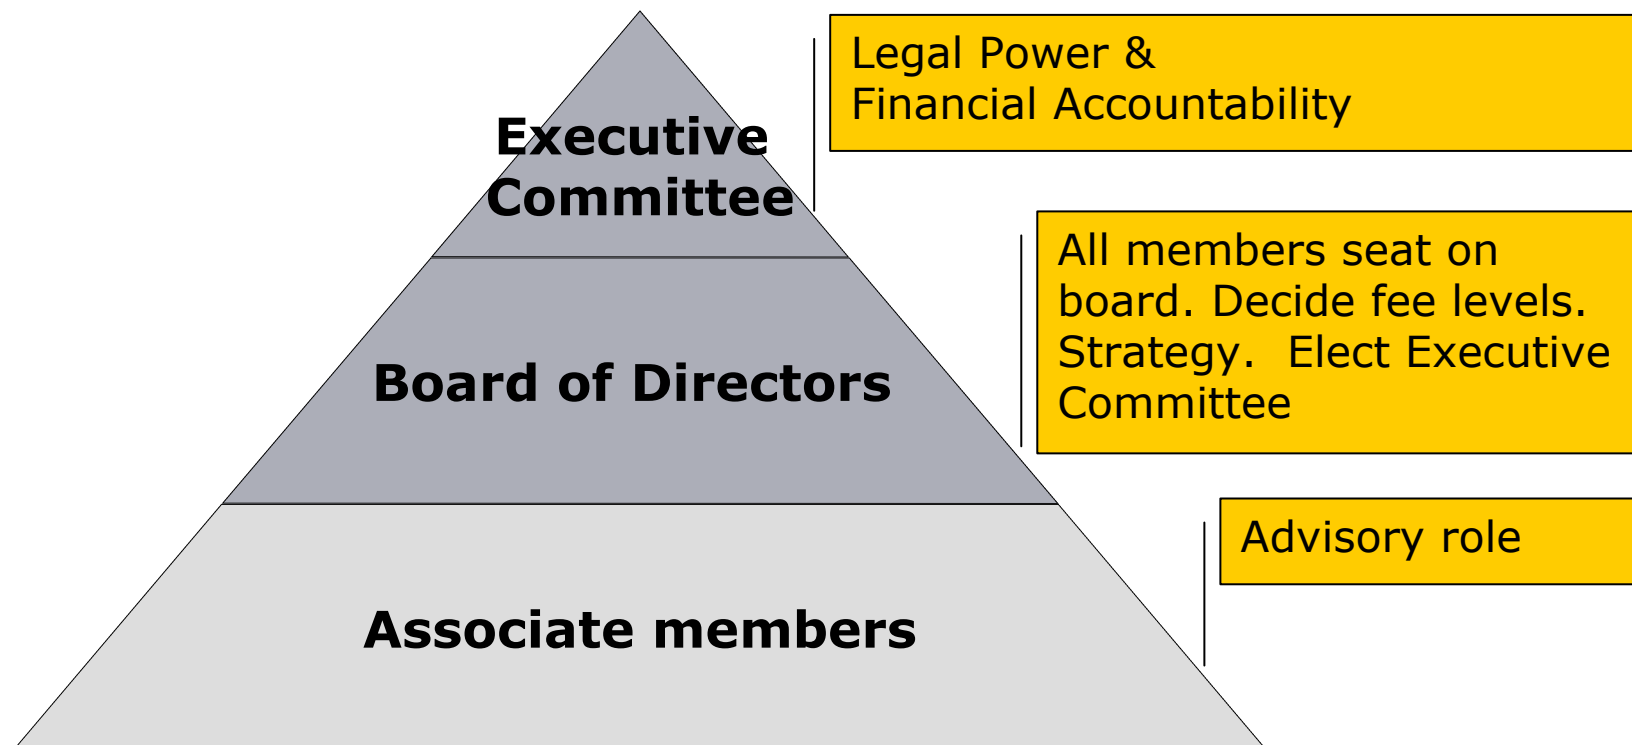 Executive
Committee
Legal Power &
Financial Accountability
Board of Directors
All members seat on
board. Decide fee levels.
Strategy.  Elect Executive
Committee
Associate members
Advisory role